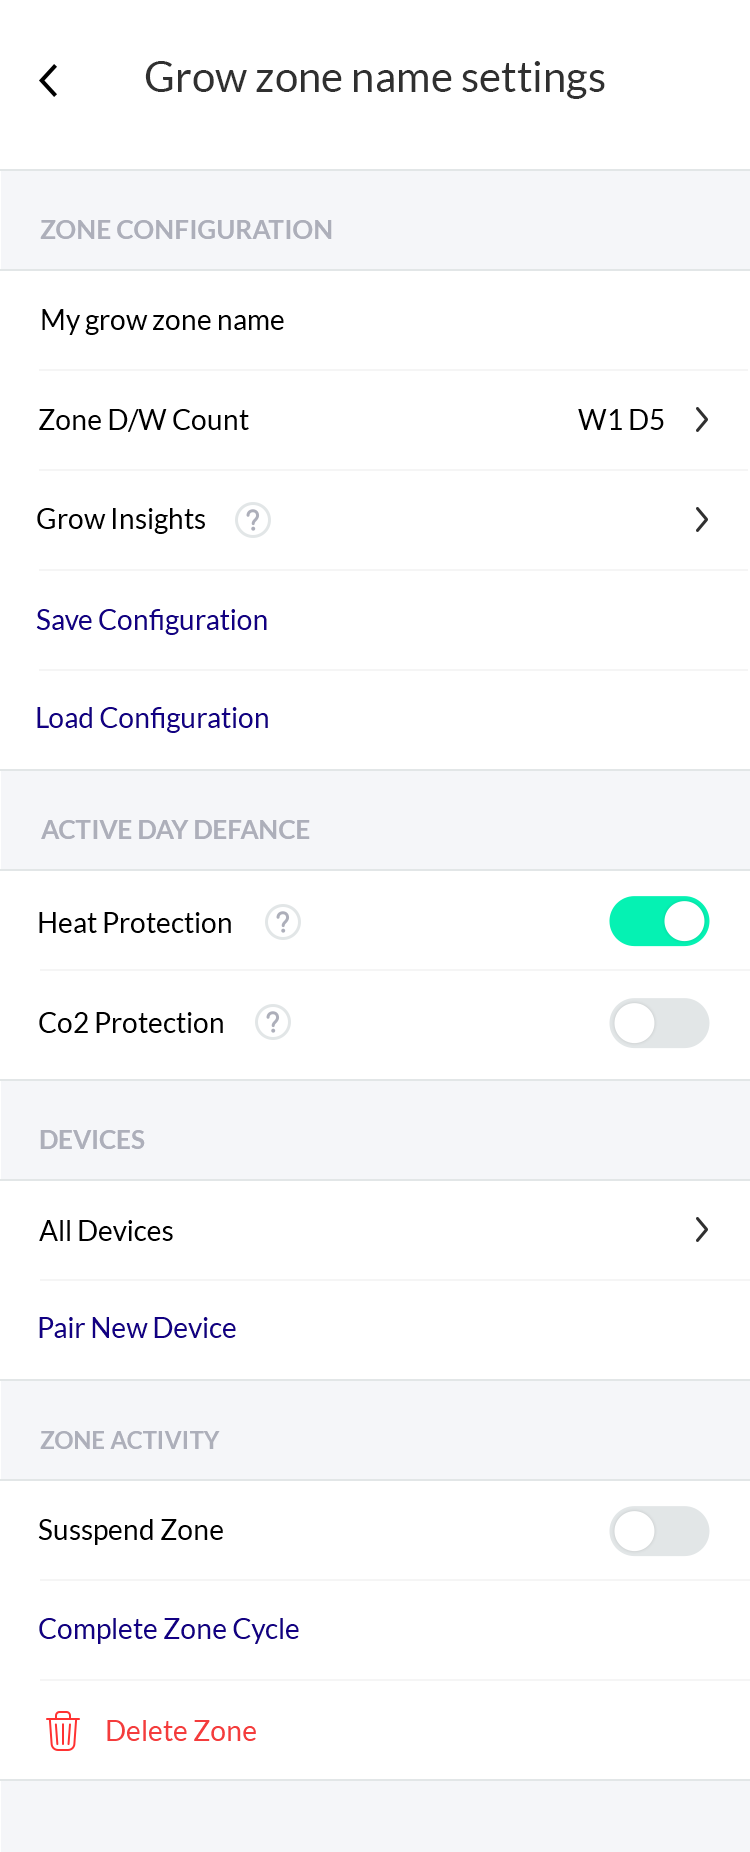 Grow zone name settings
ZONE CONFIGURATION
My grow zone name
Zone D/W Count W1 D5
Grow Insights ?
Save Configuration
Load Configuration
ACTIVE DAY DEFANCE
Heat Protection ?
Co2 Protection ?
DEVICES
All Devices
Pair New Device
ZONE ACTIVITY
Susspend Zone
Complete Zone Cycle
Delete Zone